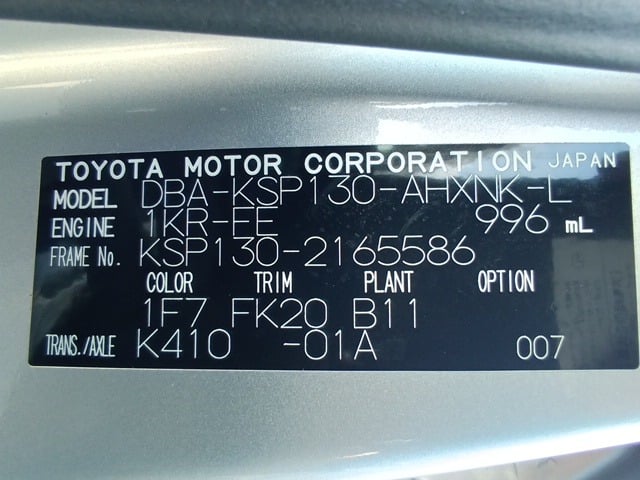 TOYOTA MOTOR CORPORATION JAPAN
MODEL DBA-KSP130-AHXNK-L
ENGINE 1KR-FE 996 mL
FRAME No. KSP130-2165586
COLOR TRIM PLANT OPTION
1F7 FK20 B11
TRANS./AXLE K410 -01A 007